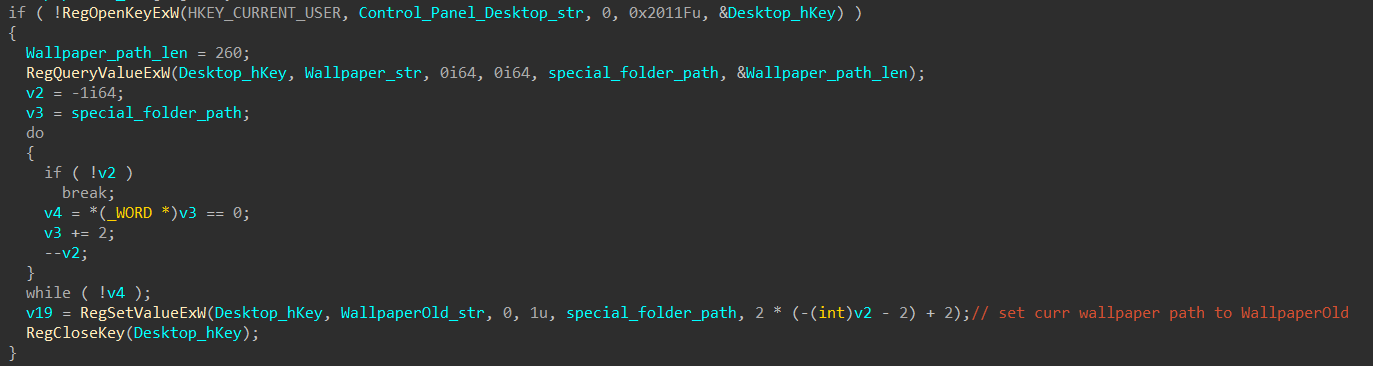 if ( !RegOpenKeyExW(HKEY_CURRENT_USER, Control_Panel_Desktop_str, 0, 0x2011Fu, &Desktop_hKey) )
{
  Wallpaper_path_len = 260;
  RegQueryValueExW(Desktop_hKey, Wallpaper_str, 0i64, 0i64, special_folder_path, &Wallpaper_path_len);
  v2 = -1i64;
  v3 = special_folder_path;
  do
  {
    if ( !v2 )
      break;
    v4 = *(_WORD *)v3 == 0;
    v3 += 2;
    --v2;
  }
  while ( !v4 );
  v19 = RegSetValueExW(Desktop_hKey, WallpaperOld_str, 0, 1u, special_folder_path, 2 * (-(int)v2 - 2) + 2);// set curr wallpaper path to WallpaperOld
  RegCloseKey(Desktop_hKey);
}